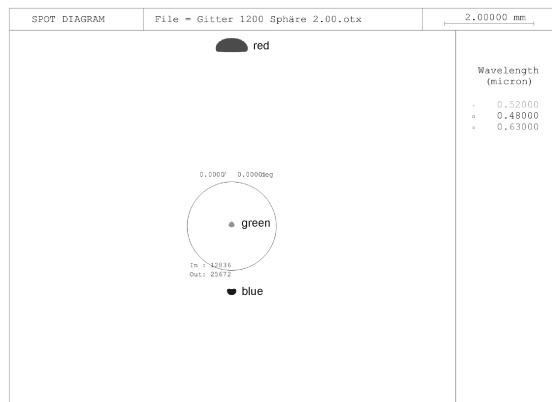 SPOT DIAGRAM
File = Gitter 1200 Sphäre 2.00.otx
2.00000 mm
red
Wavelength
(micron)
0.52000
0.48000
0.63000
0.0000/ 0.0000deg
green
In : 12836
Out: 25672
blue